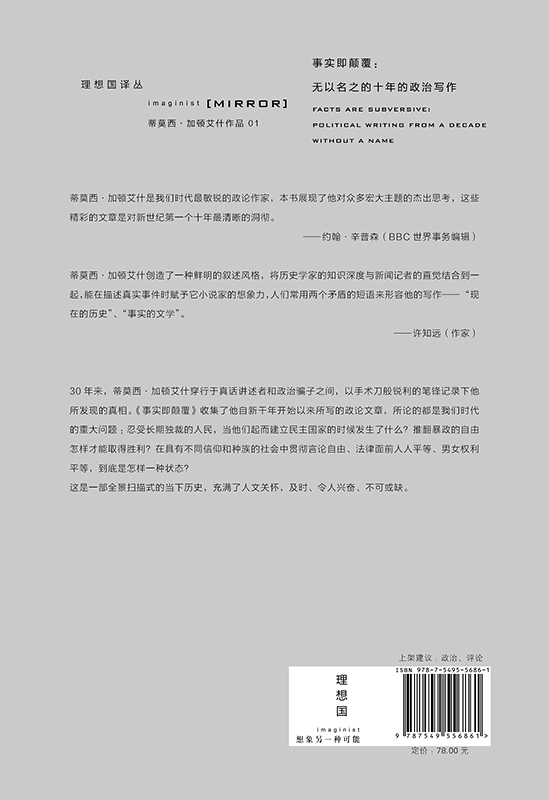 理想国译丛
imaginist [MIRROR]
蒂莫西·加顿艾什作品 01
事实即颠覆：
无以名之的十年的政治写作
FACTS ARE SUBVERSIVE:
POLITICAL WRITING FROM A DECADE
WITHOUT A NAME
蒂莫西·加顿艾什是我们时代最敏锐的政论作家，本书展现了他对众多宏大主题的杰出思考，这些
精彩的文章是对新世纪第一个十年最清晰的洞彻。
——约翰·辛普森（BBC 世界事务编辑）
蒂莫西·加顿艾什创造了一种鲜明的叙述风格，将历史学家的知识深度与新闻记者的直觉结合到一
起，能在描述真实事件时赋予它小说家的想象力，人们常用两个矛盾的短语来形容他的写作——“现
在的历史”、“事实的文学”。
——许知远（作家）
30 年来，蒂莫西·加顿艾什穿行于真话讲述者和政治骗子之间，以手术刀般锐利的笔锋记录下他
所发现的真相。《事实即颠覆》收集了他自新千年开始以来所写的政论文章，所论的都是我们时代
的重大问题：忍受长期独裁的人民，当他们起而建立民主国家的时候发生了什么？推翻暴政的自由
怎样才能取得胜利？在具有不同信仰和种族的社会中贯彻言论自由、法律面前人人平等、男女权利
平等，到底是怎样一种状态？
这是一部全景扫描式的当下历史，充满了人文关怀，及时、令人兴奋、不可或缺。
上架建议：政治、评论
理
想
国
imaginist
想象另一种可能
ISBN 978-7-5495-5686-1
9 787549 556861 >
定价：78.00 元